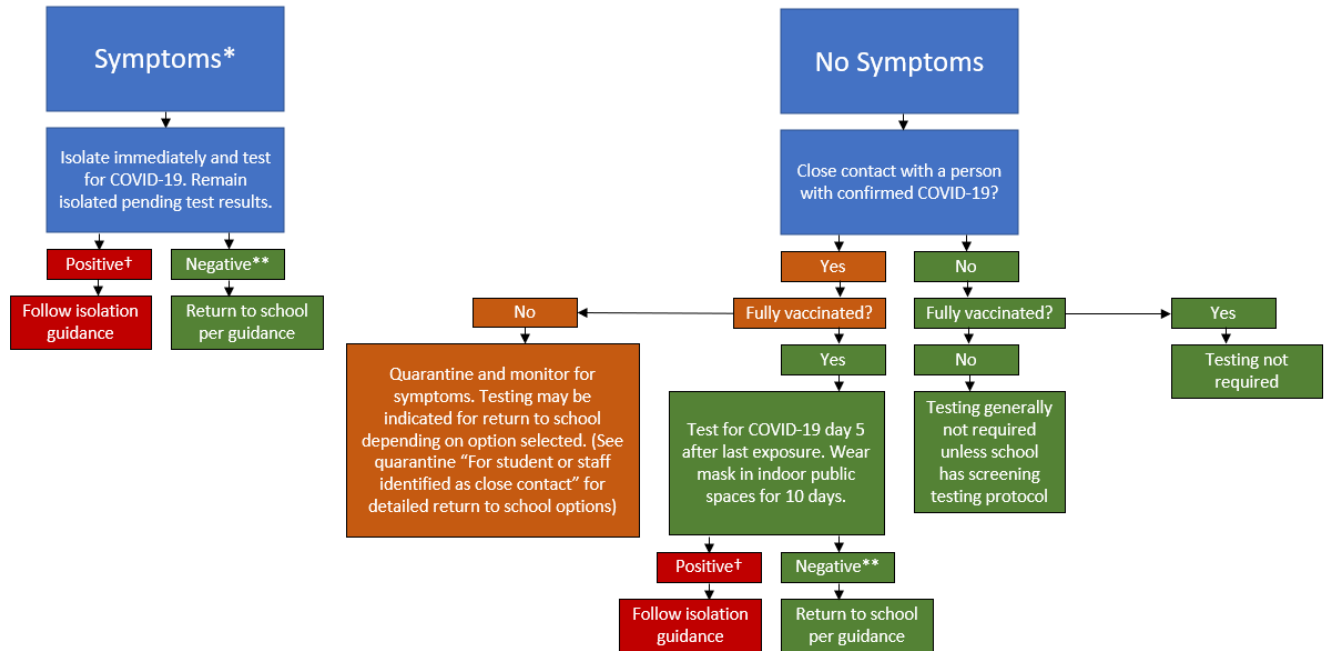 Symptoms*
Isolate immediately and test
for COVID-19. Remain
isolated pending test results.
Positive†
Negative**
Follow isolation
guidance
Return to school
per guidance
No Symptoms
Close contact with a person
with confirmed COVID-19?
Yes
No
No
Fully vaccinated?
Fully vaccinated?
Yes
Quarantine and monitor for
symptoms. Testing may be
indicated for return to school
depending on option selected. (See
quarantine “For student or staff
identified as close contact” for
detailed return to school options)
Yes
No
Testing not
required
Test for COVID-19 day 5
after last exposure. Wear
mask in indoor public
spaces for 10 days.
Testing generally
not required
unless school
has screening
testing protocol
Positive†
Negative**
Follow isolation
guidance
Return to school
per guidance